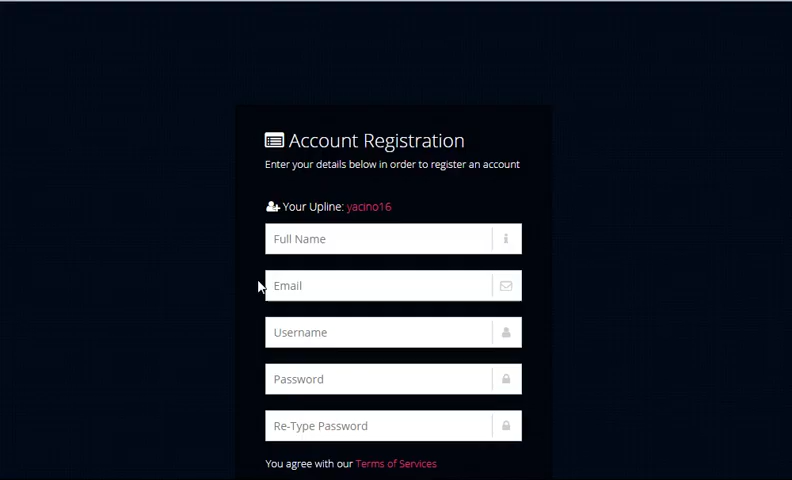 Account Registration
Enter your details below in order to register an account
Your Upline: yacino16
Full Name
Email
Username
Password
Re-Type Password
You agree with our Terms of Services